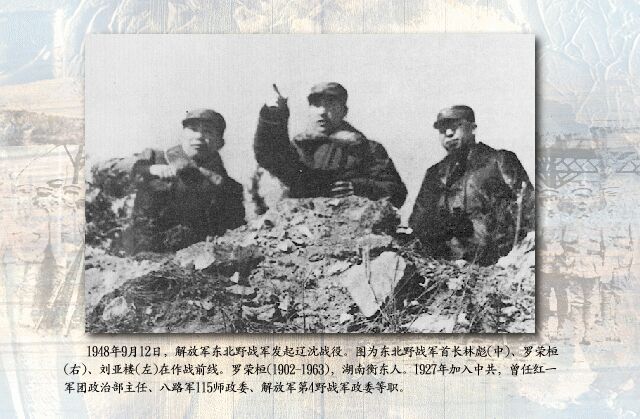 1948年9月12日，解放军东北野战军发起辽沈战役。图为东北野战军首长林彪(中)、罗荣桓
(右)、刘亚楼(左)在作战前线。罗荣桓(1902-1963)，湖南衡东人。1927年加入中共，曾任红一
军团政治部主任、八路军115师政委、解放军第4野战军政委等职。